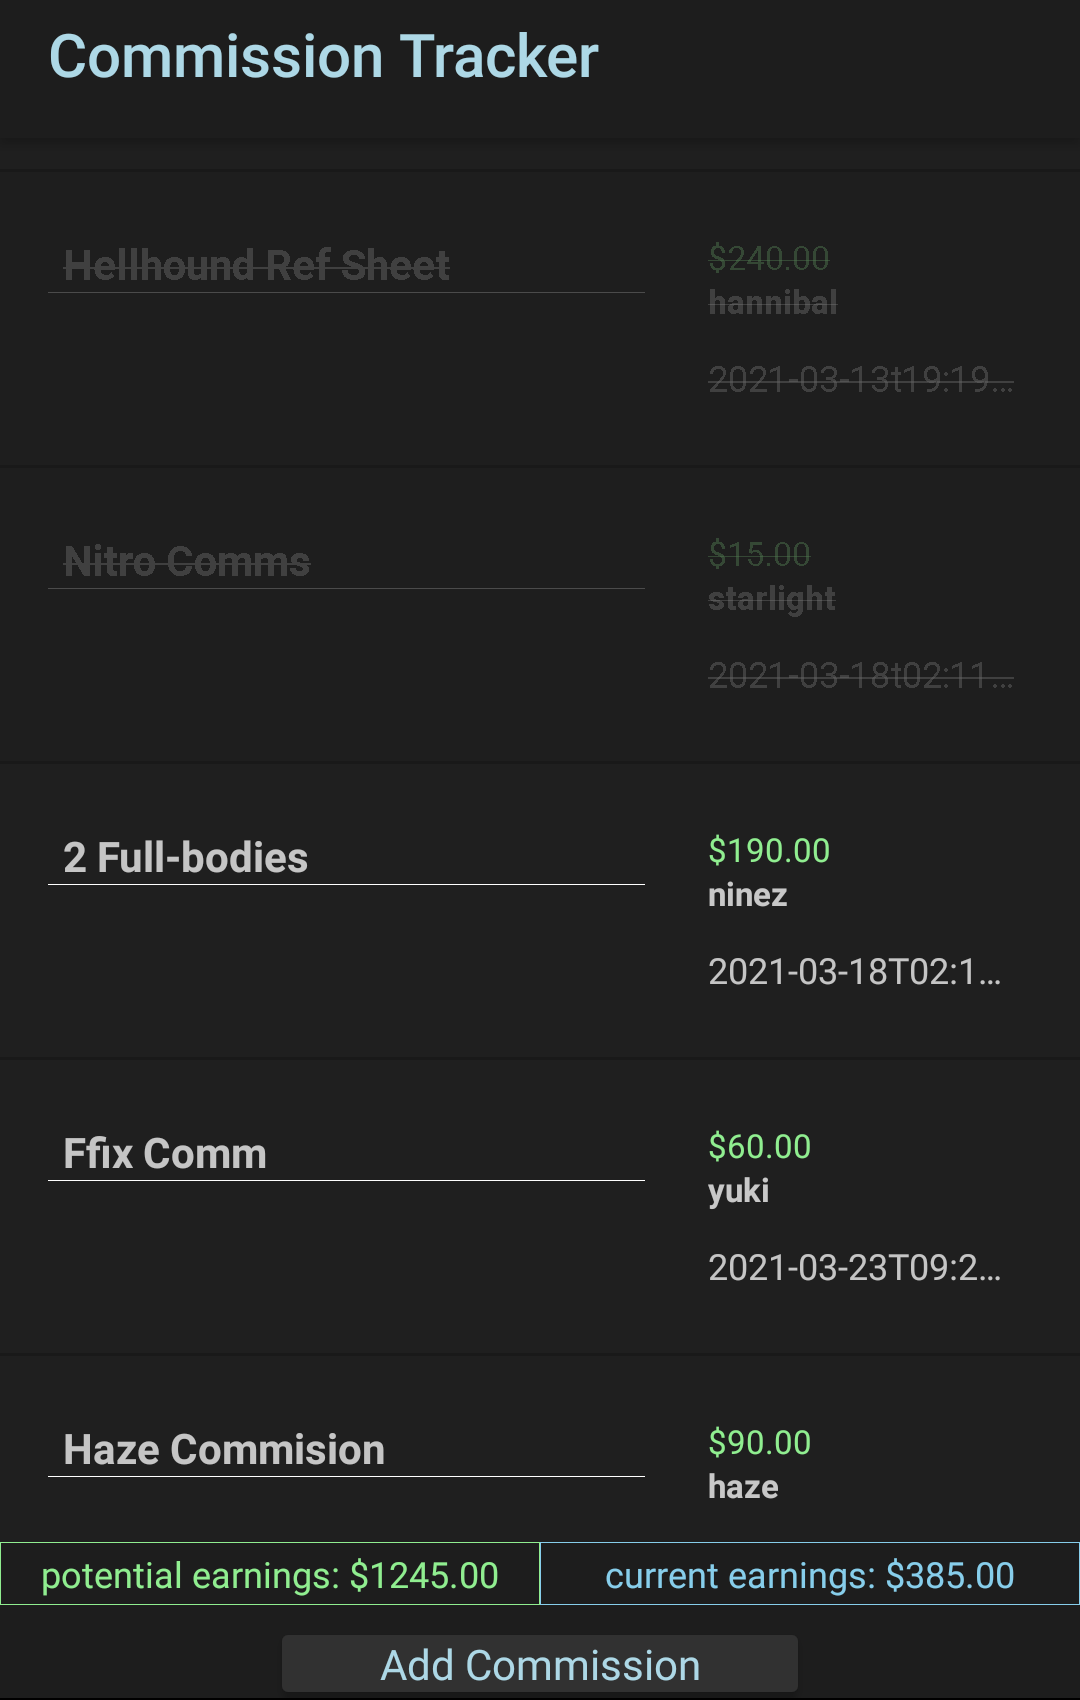 Commission Tracker
Hellhound Ref Sheet
$240.00
hannibal
2021-03-13t19:19...
Nitro Comms
$15.00
starlight
2021-03-18t02:11...
2 Full-bodies
$190.00
ninez
2021-03-18T02:1...
Ffix Comm
$60.00
yuki
2021-03-23T09:2...
Haze Commision
$90.00
haze
potential earnings: $1245.00
current earnings: $385.00
Add Commission